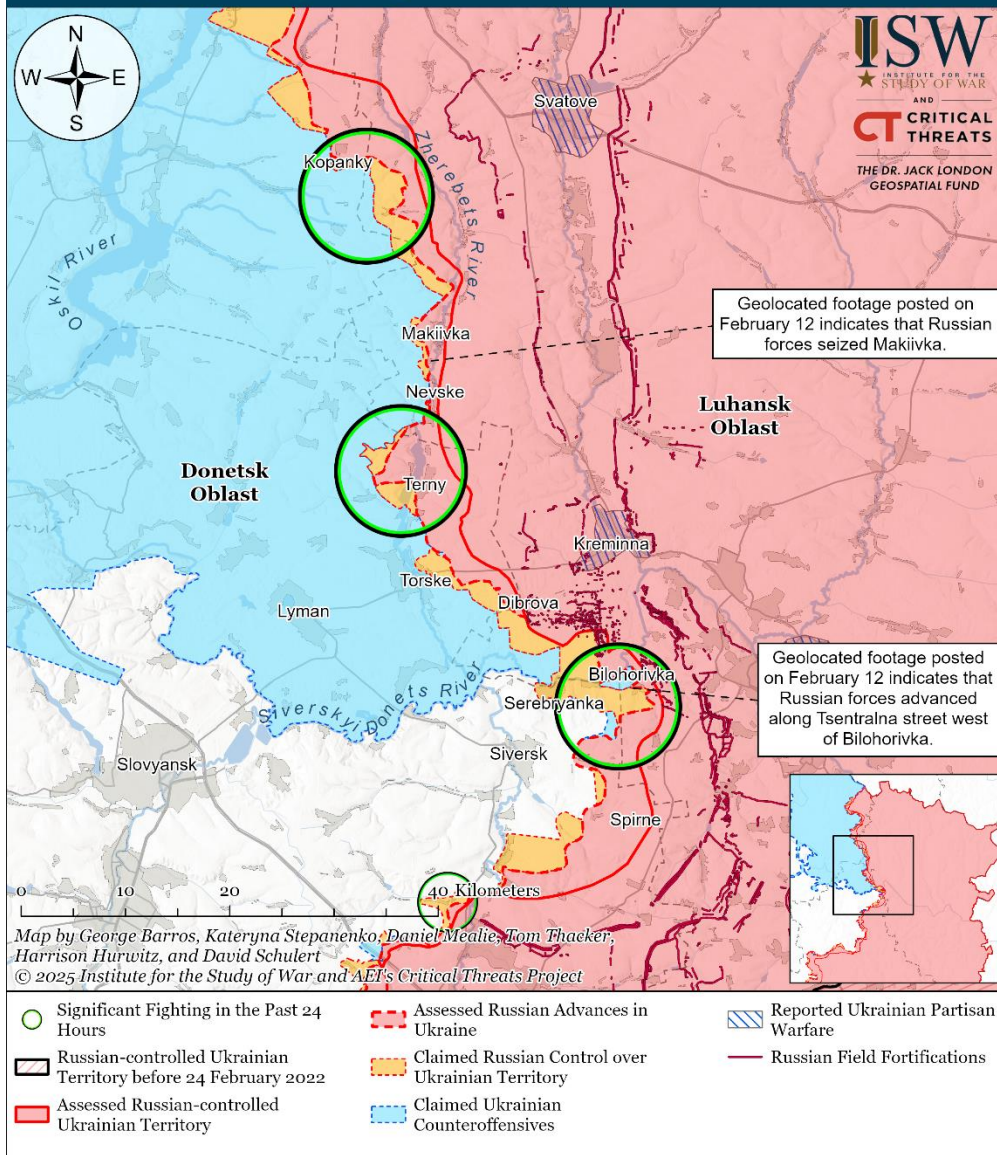 N
W E
S
ISW
INSTITUTE FOR THE
STUDY OF WAR
AND
CT CRITICAL
THREATS
THE DR. JACK LONDON
GEOSPATIAL FUND
Svatove
Kopanky
Zherebets River
Oskil River
Geolocated footage posted on
February 12 indicates that Russian
forces seized Makiivka.
Makiivka
Nevske
Luhansk
Oblast
Donetsk
Oblast
Terny
Kreminna
Torske
Lyman
Dibrova
Geolocated footage posted
on February 12 indicates that
Russian forces advanced
along Tsentralna street west
of Bilohorivka.
Bilohorivka
Serebryanka
Siverskyi Donets River
Siversk
Slovyansk
Spirne
0 10 20 40 Kilometers
Map by George Barros, Kateryna Stepanenko, Daniel Mealie, Tom Thacker,
Harrison Hurwitz, and David Schulert
© 2025 Institute for the Study of War and AEI's Critical Threats Project
Significant Fighting in the Past 24
Hours
Russian-controlled Ukrainian
Territory before 24 February 2022
Assessed Russian-controlled
Ukrainian Territory
Assessed Russian Advances in
Ukraine
Claimed Russian Control over
Ukrainian Territory
Claimed Ukrainian
Counteroffensives
Reported Ukrainian Partisan
Warfare
Russian Field Fortifications